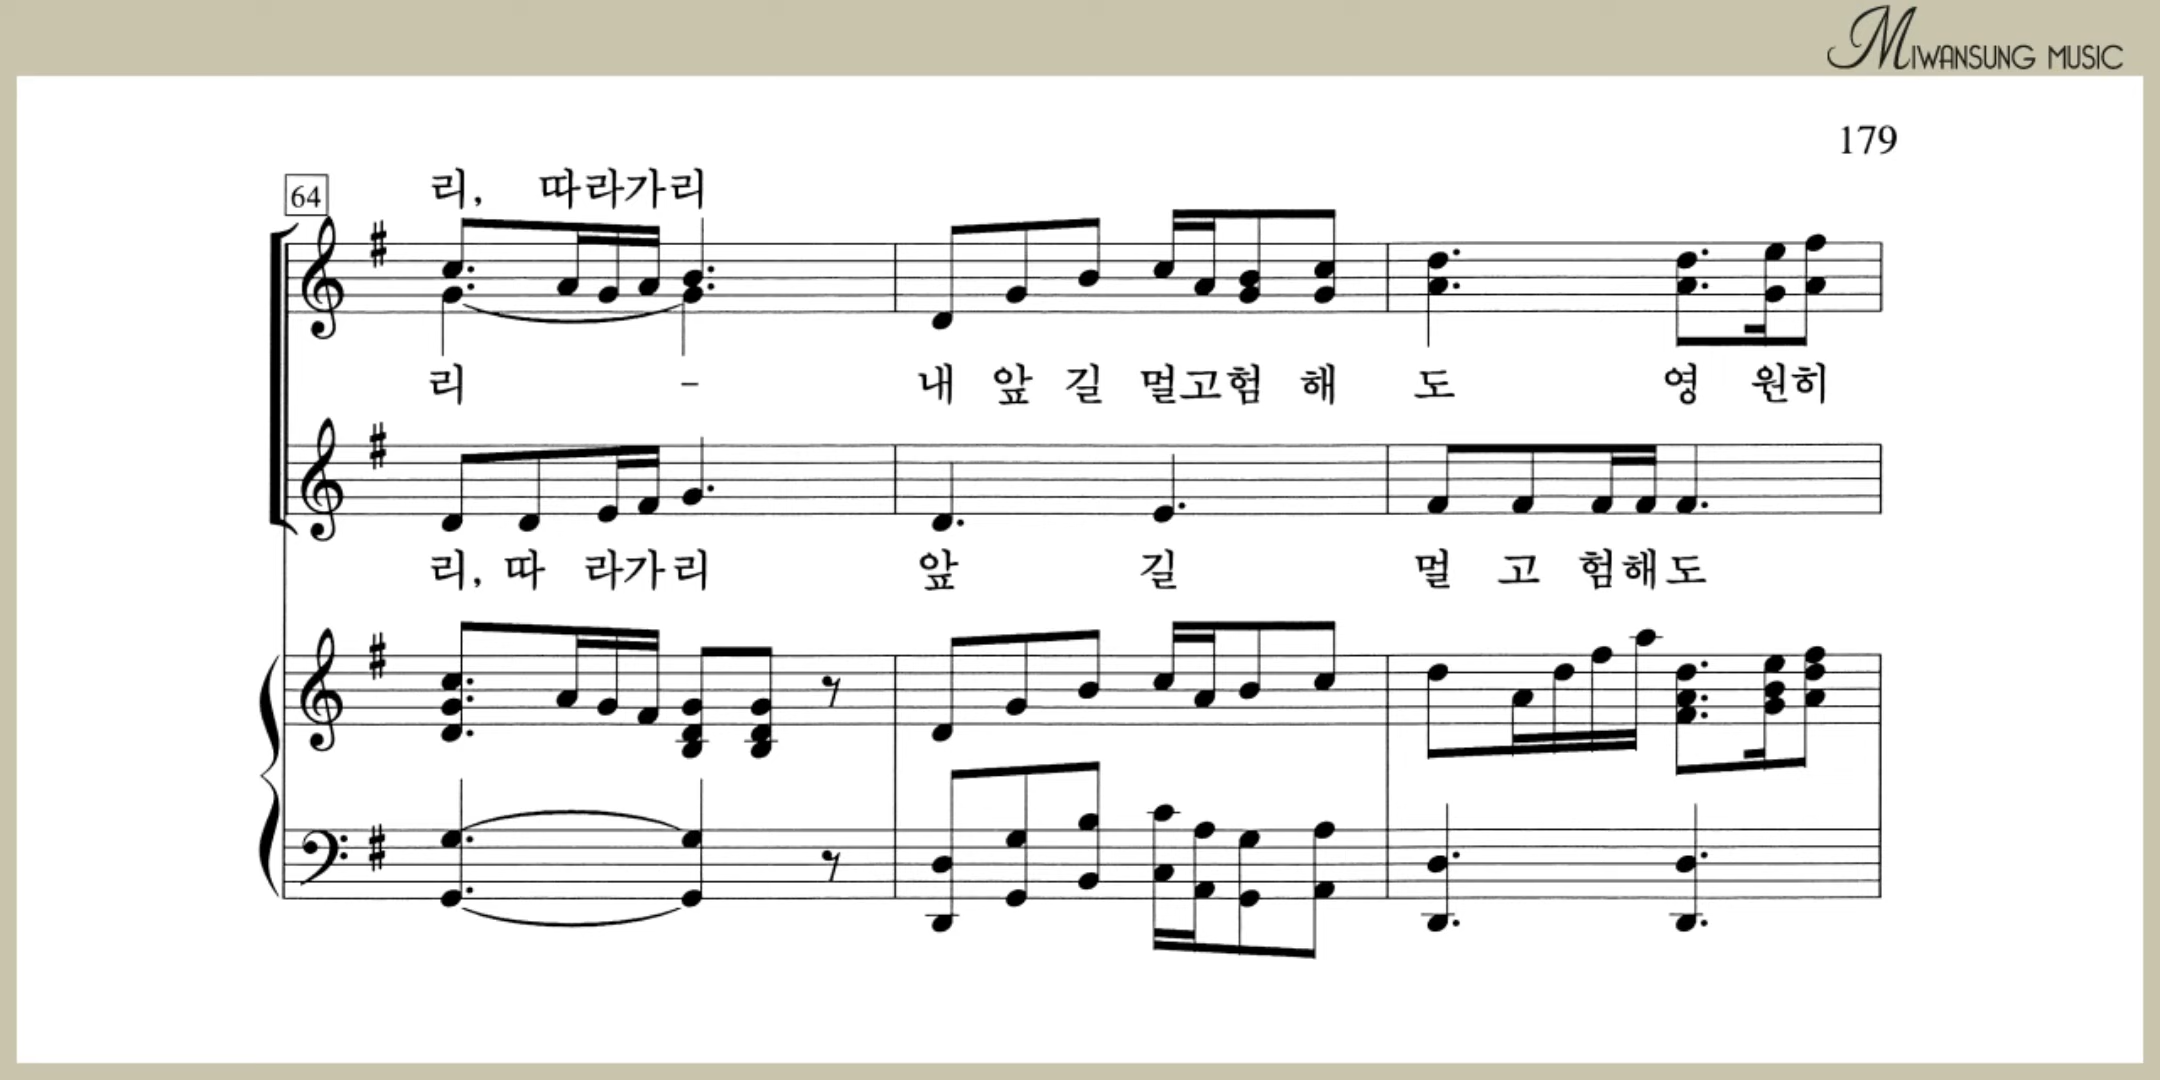 MIWANSUNG MUSIC
179
64
리, 따라가리
리 - 내 앞 길 멀고험 해 도 영 원히
리, 따 라가리 앞 길 멀 고 험해도